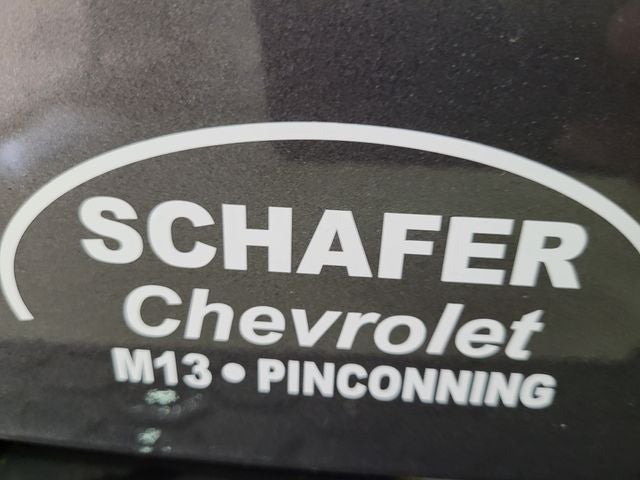 SCHAFER
Chevrolet
M13 • PINCONNING